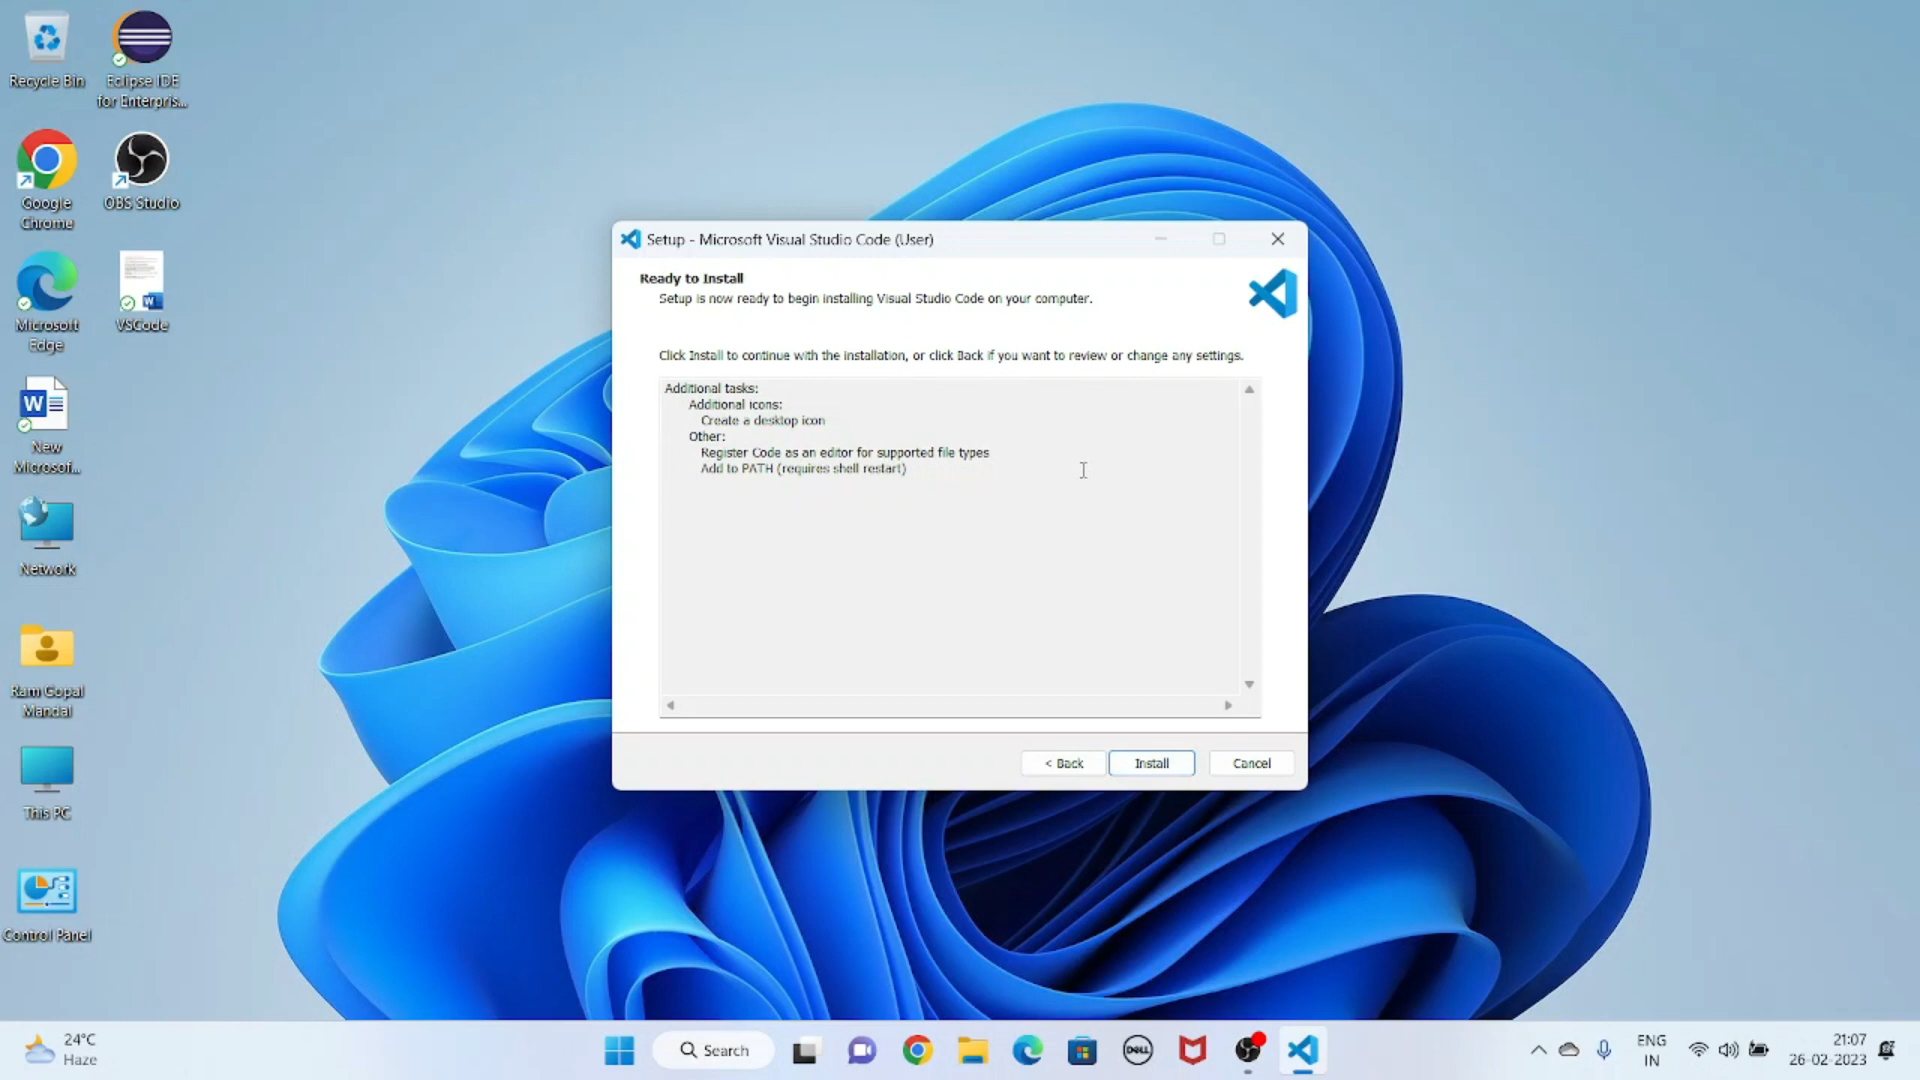 Recycle Bin
Eclipse IDE
for Enterpris...
Google
Chrome
OBS Studio
Microsoft
Edge
VSCode
W
New
Microsof...
Network
Ram Gopal
Mandal
This PC
Control Panel
Setup - Microsoft Visual Studio Code (User)
Ready to Install
Setup is now ready to begin installing Visual Studio Code on your computer.
Click Install to continue with the installation, or click Back if you want to review or change any settings.
Additional tasks:
Additional icons:
Create a desktop icon
Other:
Register Code as an editor for supported file types
Add to PATH (requires shell restart)
< Back
Install
Cancel
24°C
Haze
Search
DELL
ENG
IN
21:07
26-02-2023